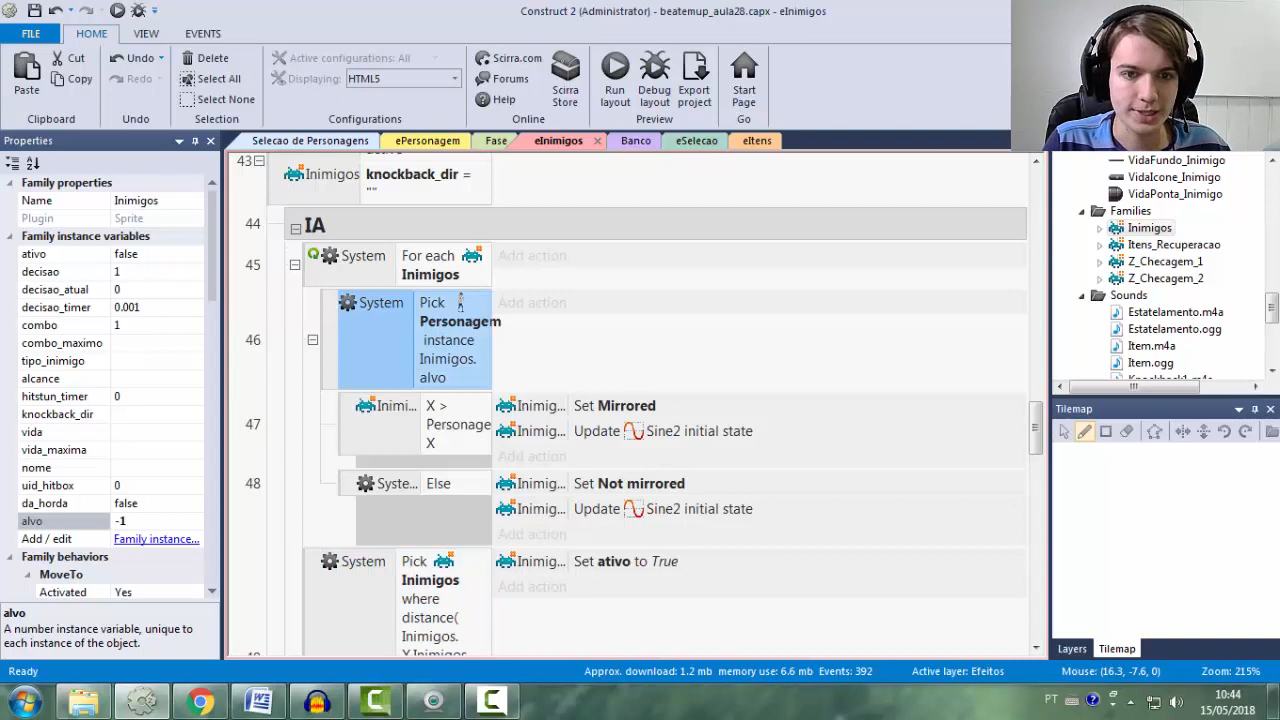 Construct 2 (Administrator) - beatemup_aula28.capx - eInimigos
FILE
HOME
VIEW
EVENTS
Paste
Cut
Copy
Clipboard
Undo
Redo
Undo
Delete
Select All
Select None
Selection
Active configurations: All
Displaying: HTML5
Configurations
Scirra.com
Forums
Help
Scirra Store
Online
Run layout
Debug layout
Export project
Preview
Start Page
Go
Properties
Selecao de Personagens
ePersonagem
Fase
eInimigos
Banco
eSelecao
eItens
Family properties
Name Inimigos
Plugin Sprite
Family instance variables
ativo false
decisao 1
decisao_atual 0
decisao_timer 0.001
combo 1
combo_maximo
tipo_inimigo
alcance
hitstun_timer 0
knockback_dir
vida
vida_maxima
nome
uid_hitbox 0
da_horda false
alvo -1
Add / edit Family instance...
Family behaviors
MoveTo
Activated Yes
alvo
A number instance variable, unique to each instance of the object.
43
Inimigos knockback_dir = ""
44 IA
45 System For each Inimigos Add action
46 System Pick Personagem instance Inimigos. alvo Add action
47 Inimi... X > Personage X
Inimig... Set Mirrored
Inimig... Update Sine2 initial state
Add action
48 Syste... Else
Inimig... Set Not mirrored
Inimig... Update Sine2 initial state
Add action
System Pick Inimigos where distance( Inimigos.
Inimig... Set ativo to True
Add action
VidaFundo_Inimigo
VidaIcone_Inimigo
VidaPonta_Inimigo
Families
Inimigos
Itens_Recuperacao
Z_Checagem_1
Z_Checagem_2
Sounds
Estatelamento.m4a
Estatelamento.ogg
Item.m4a
Item.ogg
Tilemap
Layers
Tilemap
Ready
Approx. download: 1.2 mb memory use: 6.6 mb Events: 392
Active layer: Efeitos
Mouse: (16.3, -7.6, 0)
Zoom: 215%
PT
10:44
15/05/2018